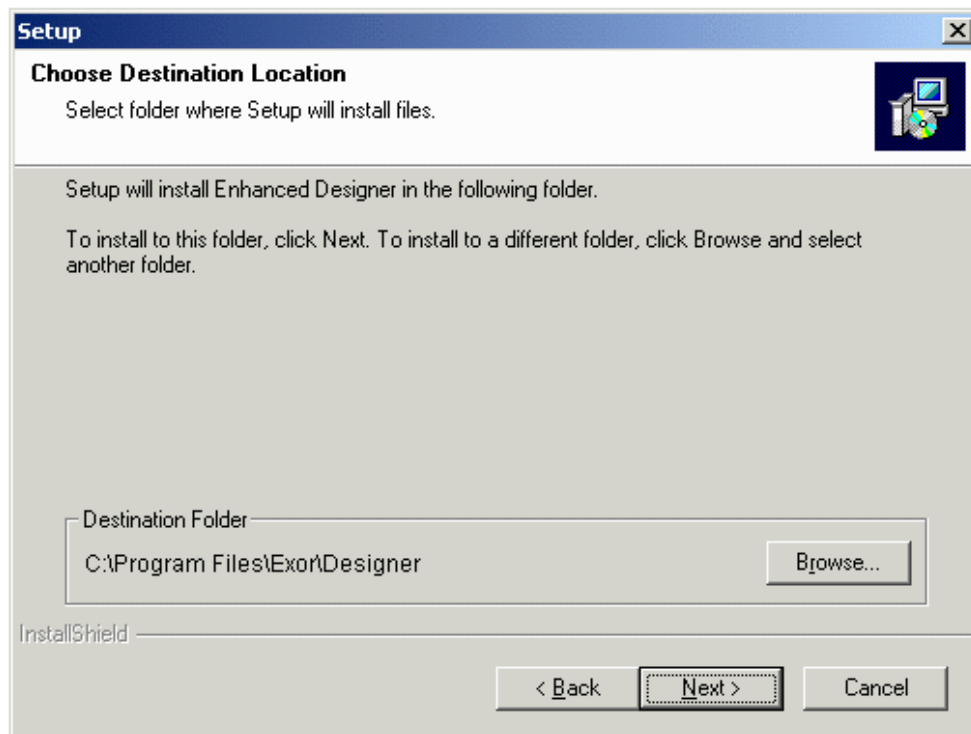 Setup
Choose Destination Location
Select folder where Setup will install files.
Setup will install Enhanced Designer in the following folder.
To install to this folder, click Next. To install to a different folder, click Browse and select
another folder.
Destination Folder
C:\Program Files\Exor\Designer
Browse...
InstallShield
< Back
Next >
Cancel